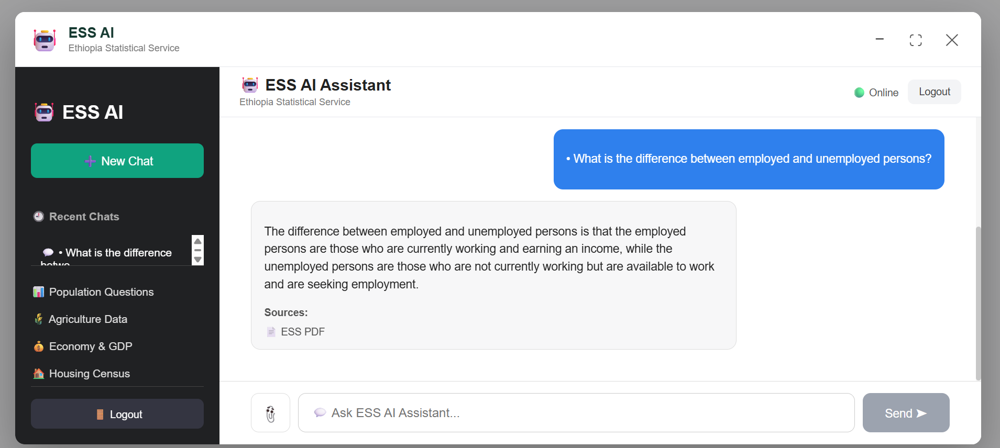 ESS AI
Ethiopia Statistical Service
ESS AI
New Chat
Recent Chats
• What is the difference
betwe
Population Questions
Agriculture Data
Economy & GDP
Housing Census
Logout
ESS AI Assistant
Ethiopia Statistical Service
Online
Logout
• What is the difference between employed and unemployed persons?
The difference between employed and unemployed persons is that the employed
persons are those who are currently working and earning an income, while the
unemployed persons are those who are not currently working but are available to work
and are seeking employment.
Sources:
ESS PDF
Ask ESS AI Assistant...
Send ➤